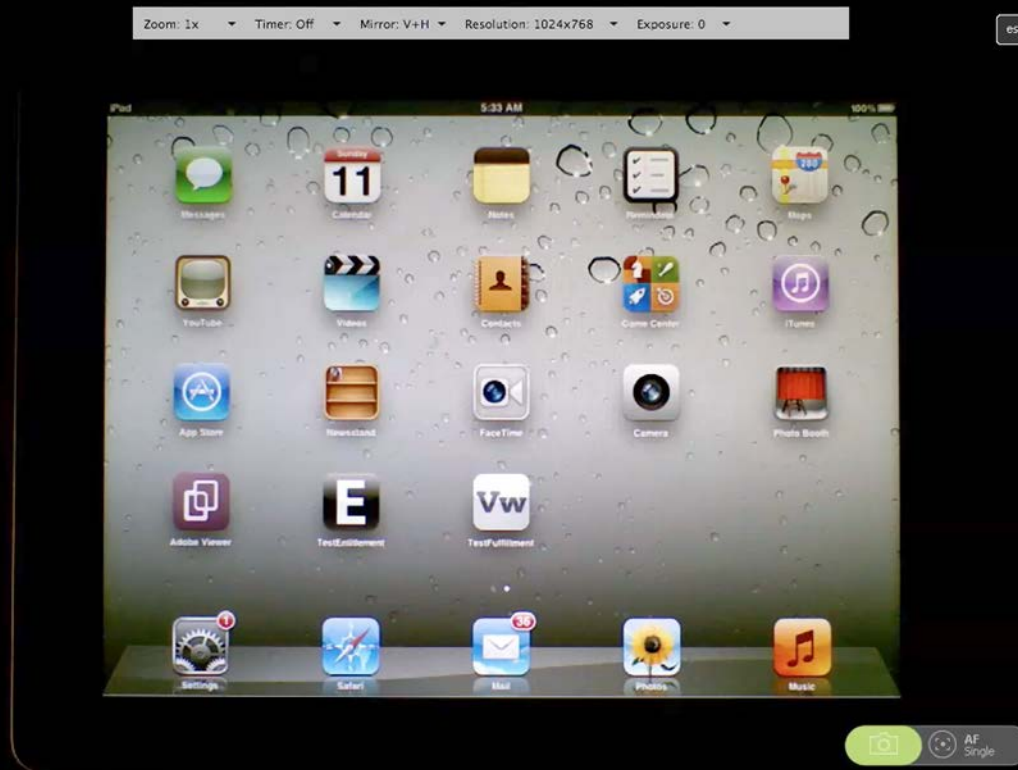 Zoom: 1x Timer: Off Mirror: V+H Resolution: 1024x768 Exposure: 0
es
iPad 5:33 AM 100%
Sunday
11
280
Messages Calendar Notes Reminders Maps
YouTube Videos Contacts Game Center iTunes
App Store Newsstand FaceTime Camera Photo Booth
E Vw
Adobe Viewer TestEntitlement TestFulfillment
1 36
Settings Safari Mail Photos Music
AF
Single